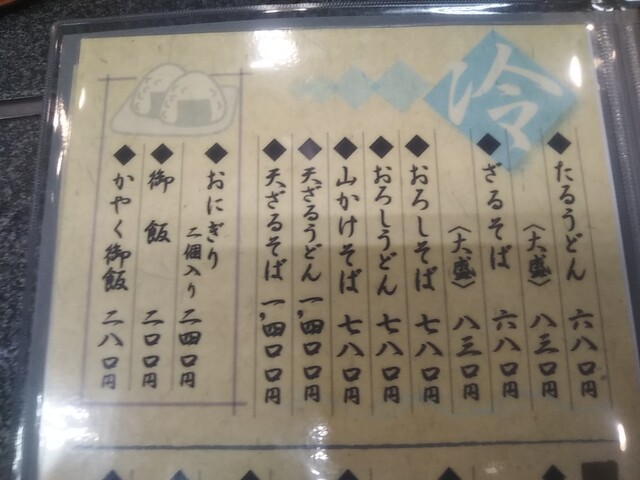 冷
◆たるうどん 六八〇円
〈大盛〉 八三〇円
◆ざるそば 六八〇円
〈大盛〉 八三〇円
◆おろしそば 七八〇円
◆おろしうどん 七八〇円
◆山かけそば 七八〇円
◆天ざるうどん 一、四〇〇円
◆天ざるそば 一、四〇〇円
◆おにぎり 二個入り 二四〇円
◆御飯 二〇〇円
◆かやく御飯 二八〇円